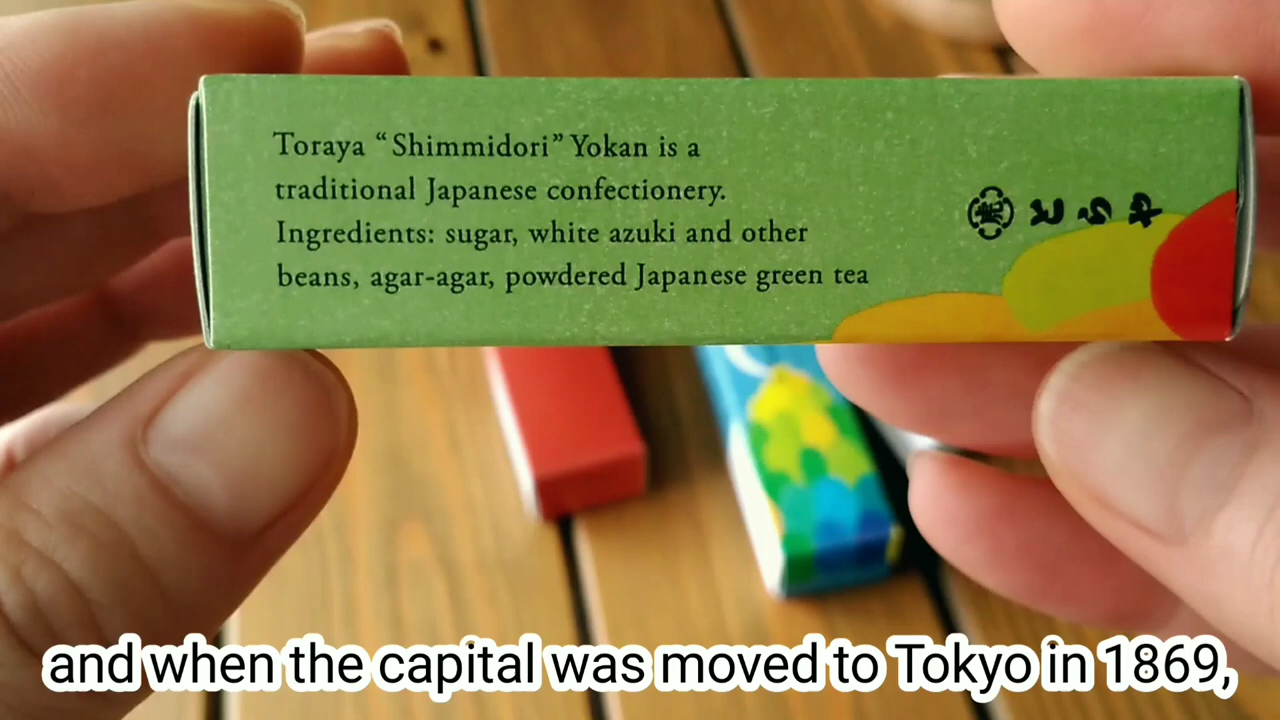 Toraya “Shimmidori” Yokan is a
traditional Japanese confectionery.
Ingredients: sugar, white azuki and other
beans, agar-agar, powdered Japanese green tea
とらや
and when the capital was moved to Tokyo in 1869,